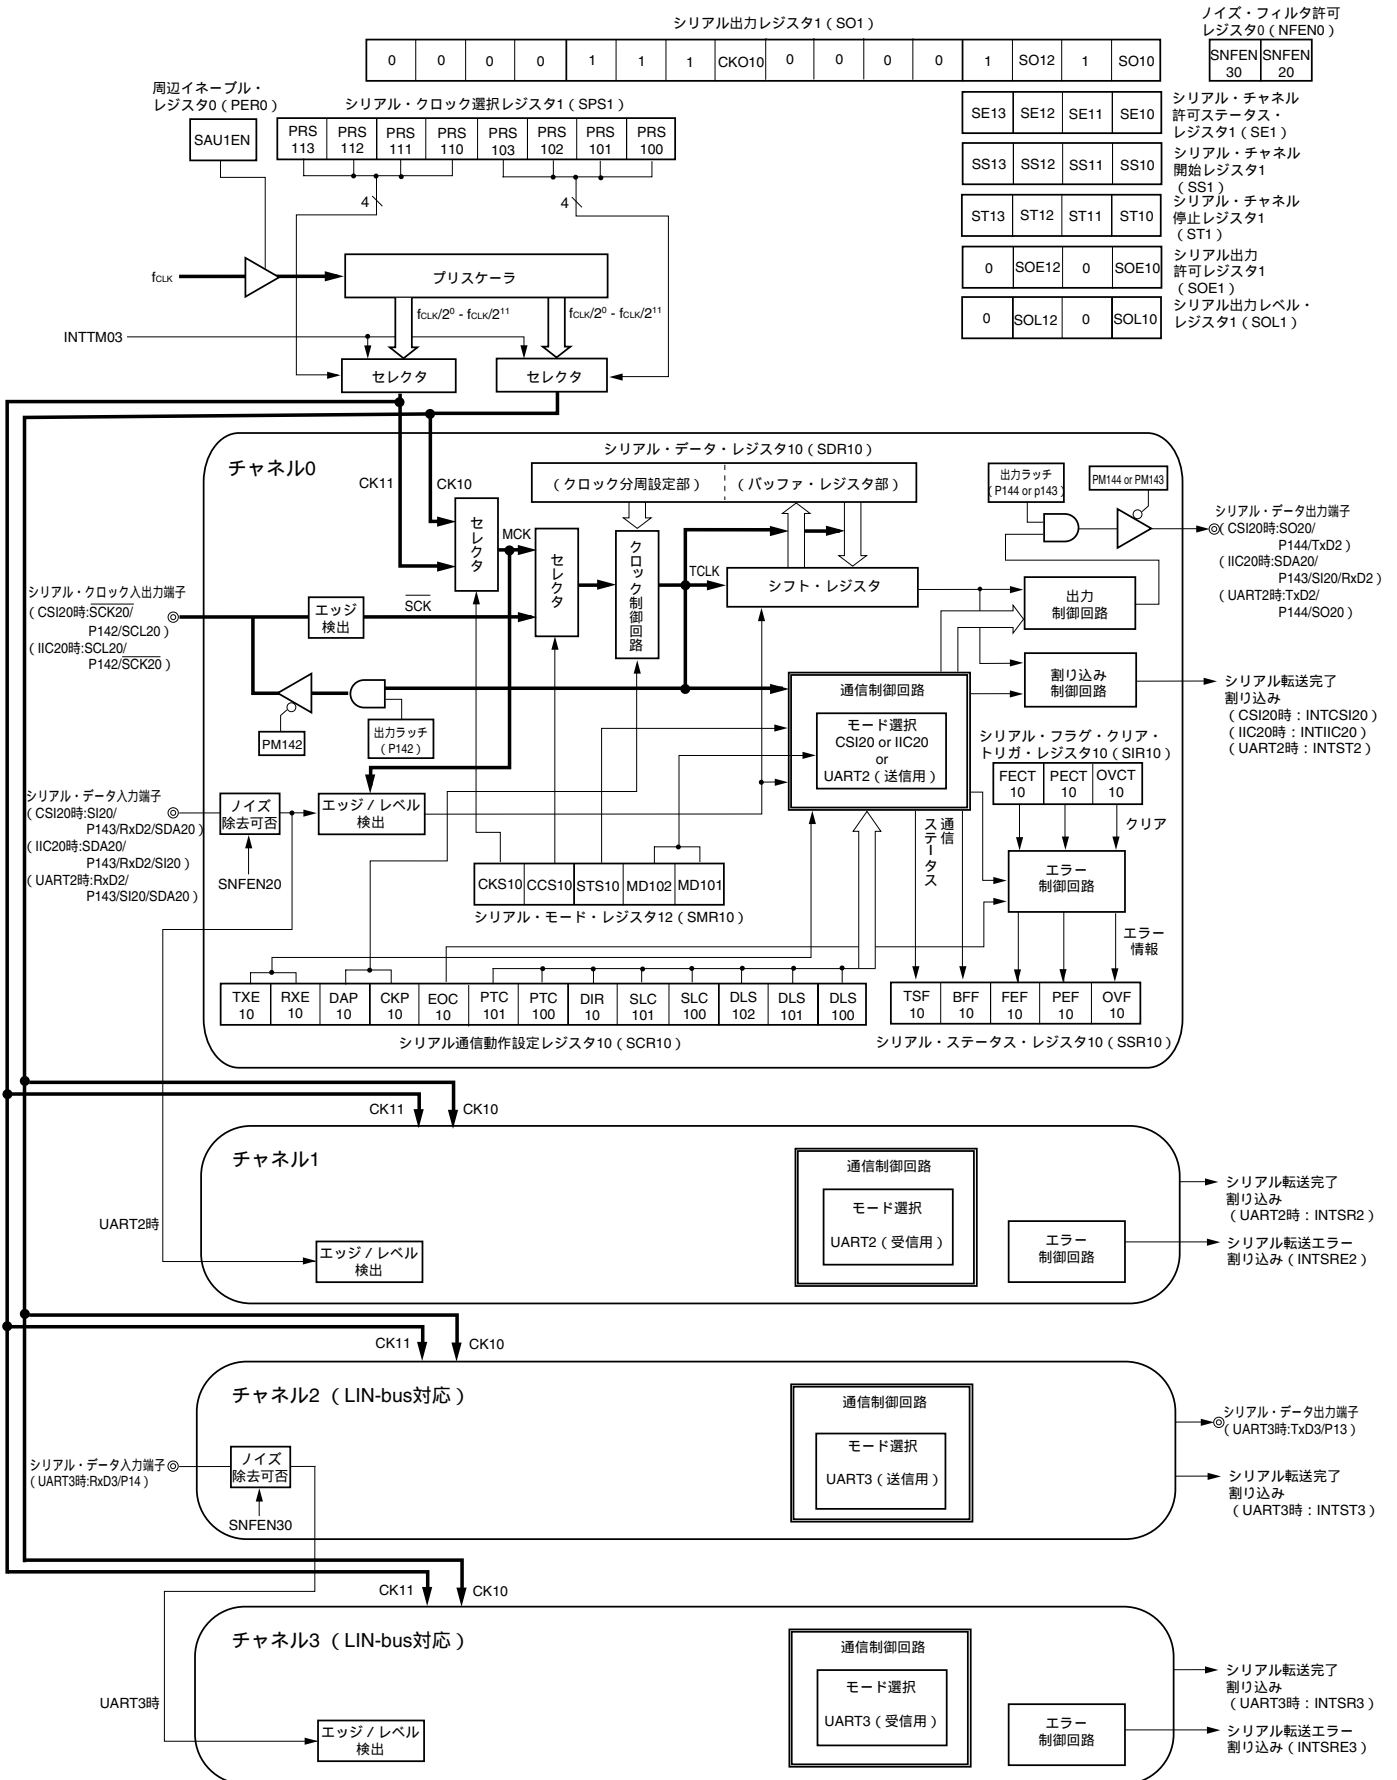 シリアル出力レジスタ1（SO1）
0 0 0 0 1 1 1 CKO10 0 0 0 0 1 SO12 1 SO10
ノイズ・フィルタ許可
レジスタ0（NFEN0）
SNFEN
30
SNFEN
20
周辺イネーブル・
レジスタ0（PER0）
SAU1EN
シリアル・クロック選択レジスタ1（SPS1）
PRS
113
PRS
112
PRS
111
PRS
110
PRS
103
PRS
102
PRS
101
PRS
100
4
4
SE13 SE12 SE11 SE10
シリアル・チャネル
許可ステータス・
レジスタ1（SE1）
SS13 SS12 SS11 SS10
シリアル・チャネル
開始レジスタ1
（SS1）
ST13 ST12 ST11 ST10
シリアル・チャネル
停止レジスタ1
（ST1）
0 SOE12 0 SOE10
シリアル出力
許可レジスタ1
（SOE1）
0 SOL12 0 SOL10
シリアル出力レベル・
レジスタ1（SOL1）
fCLK
プリスケーラ
fCLK/2⁰ - fCLK/2¹¹
fCLK/2⁰ - fCLK/2¹¹
INTTM03
セレクタ
セレクタ
チャネル0
CK11
CK10
シリアル・データ・レジスタ10（SDR10）
（クロック分周設定部）
（バッファ・レジスタ部）
セレクタ
MCK
セレクタ
クロック制御回路
TCLK
シフト・レジスタ
出力ラッチ
（P144 or p143）
PM144 or PM143
シリアル・データ出力端子
（CSI20時:SO20/
P144/TxD2）
（IIC20時:SDA20/
P143/SI20/RxD2）
（UART2時:TxD2/
P144/SO20）
出力
制御回路
シリアル・クロック入出力端子
（CSI20時:S̅C̅K̅2̅0̅/
P142/SCL20）
（IIC20時:SCL20/
P142/S̅C̅K̅2̅0̅）
エッジ
検出
S̅C̅K̅
PM142
出力ラッチ
（P142）
通信制御回路
モード選択
CSI20 or IIC20
or
UART2（送信用）
割り込み
制御回路
シリアル転送完了
割り込み
（CSI20時：INTCSI20）
（IIC20時：INTIIC20）
（UART2時：INTST2）
シリアル・フラグ・クリア・
トリガ・レジスタ10（SIR10）
FECT
10
PECT
10
OVCT
10
クリア
シリアル・データ入力端子
（CSI20時:SI20/
P143/RxD2/SDA20）
（IIC20時:SDA20/
P143/RxD2/SI20）
（UART2時:RxD2/
P143/SI20/SDA20）
ノイズ
除去可否
SNFEN20
エッジ / レベル
検出
通信
ステータス
エラー
制御回路
エラー
情報
CKS10 CCS10 STS10 MD102 MD101
シリアル・モード・レジスタ12（SMR10）
TXE
10
RXE
10
DAP
10
CKP
10
EOC
10
PTC
101
PTC
100
DIR
10
SLC
101
SLC
100
DLS
102
DLS
101
DLS
100
シリアル通信動作設定レジスタ10（SCR10）
TSF
10
BFF
10
FEF
10
PEF
10
OVF
10
シリアル・ステータス・レジスタ10（SSR10）
CK11
CK10
チャネル1
通信制御回路
モード選択
UART2（受信用）
UART2時
エッジ / レベル
検出
エラー
制御回路
シリアル転送完了
割り込み
（UART2時：INTSR2）
シリアル転送エラー
割り込み（INTSRE2）
CK11
CK10
チャネル2（LIN-bus対応）
通信制御回路
モード選択
UART3（送信用）
シリアル・データ入力端子
（UART3時:RxD3/P14）
ノイズ
除去可否
SNFEN30
シリアル・データ出力端子
（UART3時:TxD3/P13）
シリアル転送完了
割り込み
（UART3時：INTST3）
CK11
CK10
チャネル3（LIN-bus対応）
通信制御回路
モード選択
UART3（受信用）
UART3時
エッジ / レベル
検出
エラー
制御回路
シリアル転送完了
割り込み
（UART3時：INTSR3）
シリアル転送エラー
割り込み（INTSRE3）